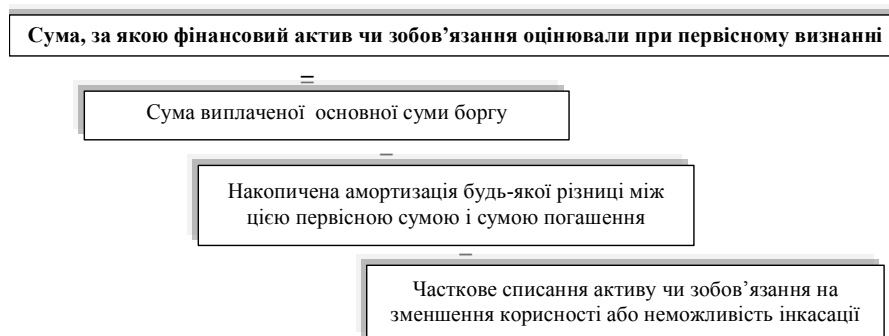 Сума, за якою фінансовий актив чи зобов’язання оцінювали при первісному визнанні
=
Сума виплаченої основної суми боргу
–
Накопичена амортизація будь-якої різниці між
цією первісною сумою і сумою погашення
–
Часткове списання активу чи зобов’язання на
зменшення корисності або неможливість інкасації